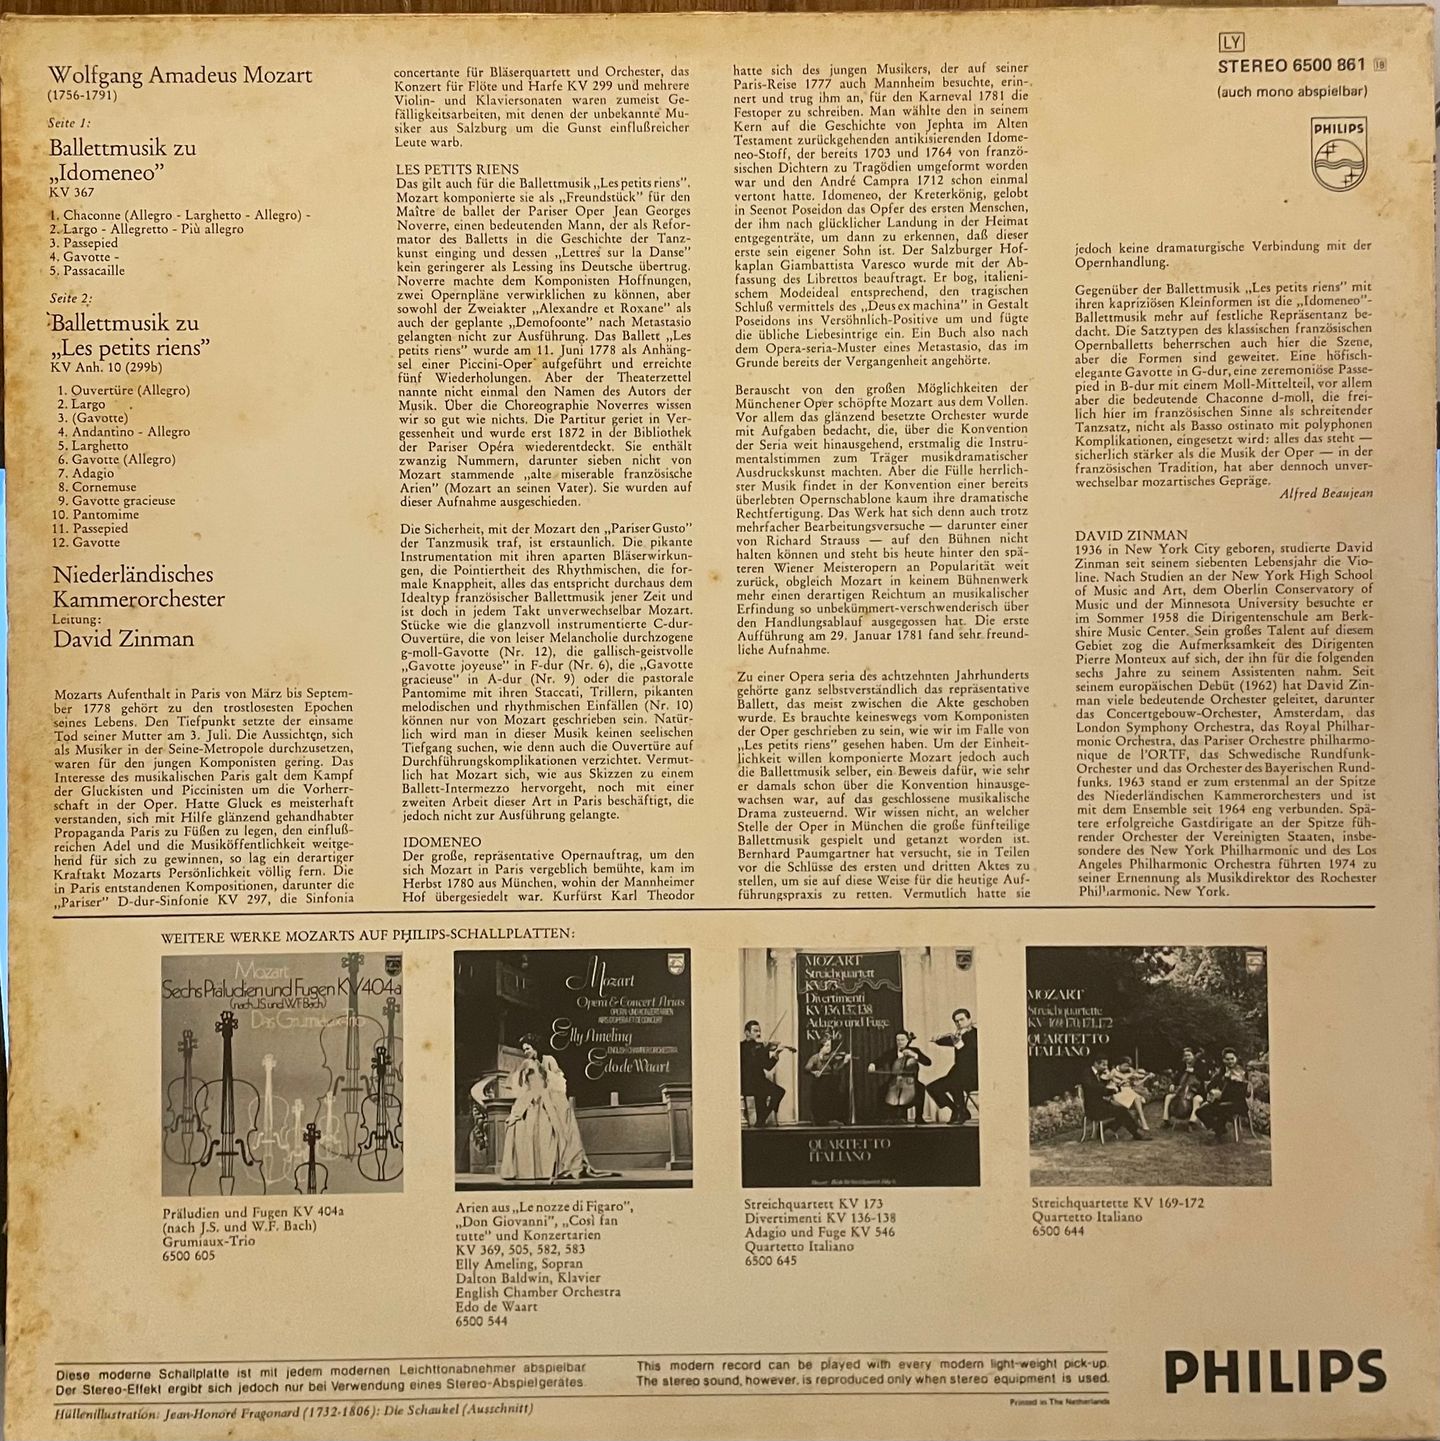 Wolfgang Amadeus Mozart
(1756-1791)
Seite 1:
Ballettmusik zu
„Idomeneo”
KV 367
1. Chaconne (Allegro - Larghetto - Allegro) -
2. Largo - Allegretto - Più allegro
3. Passepied
4. Gavotte -
5. Passacaille
Seite 2:
Ballettmusik zu
„Les petits riens”
KV Anh. 10 (299b)
1. Ouvertüre (Allegro)
2. Largo
3. (Gavotte)
4. Andantino - Allegro
5. Larghetto
6. Gavotte (Allegro)
7. Adagio
8. Cornemuse
9. Gavotte gracieuse
10. Pantomime
11. Passepied
12. Gavotte
Niederländisches
Kammerorchester
Leitung:
David Zinman
Mozarts Aufenthalt in Paris von März bis Septem-
ber 1778 gehört zu den trostlosesten Epochen
seines Lebens. Den Tiefpunkt setzte der einsame
Tod seiner Mutter am 3. Juli. Die Aussichten, sich
als Musiker in der Seine-Metropole durchzusetzen,
waren für den jungen Komponisten gering. Das
Interesse des musikalischen Paris galt dem Kampf
der Gluckisten und Piccinisten um die Vorherr-
schaft in der Oper. Hatte Gluck es meisterhaft
verstanden, sich mit Hilfe glänzend gehandhabter
Propaganda Paris zu Füßen zu legen, den einfluß-
reichen Adel und die Musiköffentlichkeit weitge-
hend für sich zu gewinnen, so lag ein derartiger
Kraftakt Mozarts Persönlichkeit völlig fern. Die
in Paris entstandenen Kompositionen, darunter die
„Pariser” D-dur-Sinfonie KV 297, die Sinfonia
concertante für Bläserquartett und Orchester, das
Konzert für Flöte und Harfe KV 299 und mehrere
Violin- und Klaviersonaten waren zumeist Ge-
fälligkeitsarbeiten, mit denen der unbekannte Mu-
siker aus Salzburg um die Gunst einflußreicher
Leute warb.
LES PETITS RIENS
Das gilt auch für die Ballettmusik „Les petits riens”.
Mozart komponierte sie als „Freundstück” für den
Maître de ballet der Pariser Oper Jean Georges
Noverre, einen bedeutenden Mann, der als Refor-
mator des Balletts in die Geschichte der Tanz-
kunst einging und dessen „Lettres sur la Danse”
kein geringerer als Lessing ins Deutsche übertrug.
Noverre machte dem Komponisten Hoffnungen,
zwei Opernpläne verwirklichen zu können, aber
sowohl der Zweiakter „Alexandre et Roxane” als
auch der geplante „Demofoonte” nach Metastasio
gelangten nicht zur Ausführung. Das Ballett „Les
petits riens” wurde am 11. Juni 1778 als Anhäng-
sel einer Piccini-Oper aufgeführt und erreichte
fünf Wiederholungen. Aber der Theaterzettel
nannte nicht einmal den Namen des Autors der
Musik. Über die Choreographie Noverres wissen
wir so gut wie nichts. Die Partitur geriet in Ver-
gessenheit und wurde erst 1872 in der Bibliothek
der Pariser Opéra wiederentdeckt. Sie enthält
zwanzig Nummern, darunter sieben nicht von
Mozart stammende „alte miserable französische
Arien” (Mozart an seinen Vater). Sie wurden auf
dieser Aufnahme ausgeschieden.
Die Sicherheit, mit der Mozart den „Pariser Gusto”
der Tanzmusik traf, ist erstaunlich. Die pikante
Instrumentation mit ihren aparten Bläserwirkun-
gen, die Pointiertheit des Rhythmischen, die for-
male Knappheit, alles das entspricht durchaus dem
Idealtyp französischer Ballettmusik jener Zeit und
ist doch in jedem Takt unverwechselbar Mozart.
Stücke wie die glanzvoll instrumentierte C-dur-
Ouvertüre, die von leiser Melancholie durchzogene
g-moll-Gavotte (Nr. 12), die gallisch-geistvolle
„Gavotte joyeuse” in F-dur (Nr. 6), die „Gavotte
gracieuse” in A-dur (Nr. 9) oder die pastorale
Pantomime mit ihren Staccati, Trillern, pikanten
melodischen und rhythmischen Einfällen (Nr. 10)
können nur von Mozart geschrieben sein. Natür-
lich wird man in dieser Musik keinen seelischen
Tiefgang suchen, wie denn auch die Ouvertüre auf
Durchführungskomplikationen verzichtet. Vermut-
lich hat Mozart sich, wie aus Skizzen zu einem
Ballett-Intermezzo hervorgeht, noch mit einer
zweiten Arbeit dieser Art in Paris beschäftigt, die
jedoch nicht zur Ausführung gelangte.
IDOMENEO
Der große, repräsentative Opernauftrag, um den
sich Mozart in Paris vergeblich bemühte, kam im
Herbst 1780 aus München, wohin der Mannheimer
Hof übergesiedelt war. Kurfürst Karl Theodor
hatte sich des jungen Musikers, der auf seiner
Paris-Reise 1777 auch Mannheim besuchte, erin-
nert und trug ihm an, für den Karneval 1781 die
Festoper zu schreiben. Man wählte den in seinem
Kern auf die Geschichte von Jephta im Alten
Testament zurückgehenden antikisierenden Idome-
neo-Stoff, der bereits 1703 und 1764 von franzö-
sischen Dichtern zu Tragödien umgeformt worden
war und den André Campra 1712 schon einmal
vertont hatte. Idomeneo, der Kreterkönig, gelobt
in Seenot Poseidon das Opfer des ersten Menschen,
der ihm nach glücklicher Landung in der Heimat
entgegenträte, um dann zu erkennen, daß dieser
erste sein eigener Sohn ist. Der Salzburger Hof-
kaplan Giambattista Varesco wurde mit der Ab-
fassung des Librettos beauftragt. Er bog, italieni-
schem Modeideal entsprechend, den tragischen
Schluß vermittels des „Deus ex machina” in Gestalt
Poseidons ins Versöhnlich-Positive um und fügte
die übliche Liebesintrige ein. Ein Buch also nach
dem Opera-seria-Muster eines Metastasio, das im
Grunde bereits der Vergangenheit angehörte.
Berauscht von den großen Möglichkeiten der
Münchener Oper schöpfte Mozart aus dem Vollen.
Vor allem das glänzend besetzte Orchester wurde
mit Aufgaben bedacht, die, über die Konvention
der Seria weit hinausgehend, erstmalig die Instru-
mentalstimmen zum Träger musikdramatischer
Ausdruckskunst machten. Aber die Fülle herrlich-
ster Musik findet in der Konvention einer bereits
überlebten Opernschablone kaum ihre dramatische
Rechtfertigung. Das Werk hat sich denn auch trotz
mehrfacher Bearbeitungsversuche — darunter einer
von Richard Strauss — auf den Bühnen nicht
halten können und steht bis heute hinter den spä-
teren Wiener Meisteropern an Popularität weit
zurück, obgleich Mozart in keinem Bühnenwerk
mehr einen derartigen Reichtum an musikalischer
Erfindung so unbekümmert-verschwenderisch über
den Handlungsablauf ausgegossen hat. Die erste
Aufführung am 29. Januar 1781 fand sehr freund-
liche Aufnahme.
Zu einer Opera seria des achtzehnten Jahrhunderts
gehörte ganz selbstverständlich das repräsentative
Ballett, das meist zwischen die Akte geschoben
wurde. Es brauchte keineswegs vom Komponisten
der Oper geschrieben zu sein, wie wir im Falle von
„Les petits riens” gesehen haben. Um der Einheit-
lichkeit willen komponierte Mozart jedoch auch
die Ballettmusik selber, ein Beweis dafür, wie sehr
er damals schon über die Konvention hinausge-
wachsen war, auf das geschlossene musikalische
Drama zusteuernd. Wir wissen nicht, an welcher
Stelle der Oper in München die große fünfteilige
Ballettmusik gespielt und getanzt worden ist.
Bernhard Paumgartner hat versucht, sie in Teilen
vor die Schlüsse des ersten und dritten Aktes zu
stellen, um sie auf diese Weise für die heutige Auf-
führungspraxis zu retten. Vermutlich hatte sie
LY
STEREO 6500 861
(auch mono abspielbar)
PHILIPS
jedoch keine dramaturgische Verbindung mit der
Opernhandlung.
Gegenüber der Ballettmusik „Les petits riens” mit
ihren kapriziösen Kleinformen ist die „Idomeneo”-
Ballettmusik mehr auf festliche Repräsentanz be-
dacht. Die Satztypen des klassischen französischen
Opernballetts beherrschen auch hier die Szene,
aber die Formen sind geweitet. Eine höfisch-
elegante Gavotte in G-dur, eine zeremoniöse Passe-
pied in B-dur mit einem Moll-Mittelteil, vor allem
aber die bedeutende Chaconne d-moll, die frei-
lich hier im französischen Sinne als schreitender
Tanzsatz, nicht als Basso ostinato mit polyphonen
Komplikationen, eingesetzt wird: alles das steht —
sicherlich stärker als die Musik der Oper — in der
französischen Tradition, hat aber dennoch unver-
wechselbar mozartisches Gepräge.
Alfred Beaujean
DAVID ZINMAN
1936 in New York City geboren, studierte David
Zinman seit seinem siebenten Lebensjahr die Vio-
line. Nach Studien an der New York High School
of Music and Art, dem Oberlin Conservatory of
Music und der Minnesota University besuchte er
im Sommer 1958 die Dirigentenschule am Berk-
shire Music Center. Sein großes Talent auf diesem
Gebiet zog die Aufmerksamkeit des Dirigenten
Pierre Monteux auf sich, der ihn für die folgenden
sechs Jahre zu seinem Assistenten nahm. Seit
seinem europäischen Debüt (1962) hat David Zin-
man viele bedeutende Orchester geleitet, darunter
das Concertgebouw-Orchester, Amsterdam, das
London Symphony Orchestra, das Royal Philhar-
monic Orchestra, das Pariser Orchestre philharmo-
nique de l'ORTF, das Schwedische Rundfunk-
Orchester und das Orchester des Bayerischen Rund-
funks. 1963 stand er zum erstenmal an der Spitze
des Niederländischen Kammerorchesters und ist
mit dem Ensemble seit 1964 eng verbunden. Spä-
tere erfolgreiche Gastdirigate an der Spitze füh-
render Orchester der Vereinigten Staaten, insbe-
sondere des New York Philharmonic und des Los
Angeles Philharmonic Orchestra führten 1974 zu
seiner Ernennung als Musikdirektor des Rochester
Philharmonic. New York.
WEITERE WERKE MOZARTS AUF PHILIPS-SCHALLPLATTEN:
Mozart
Sechs Präludien und Fugen KV 404a
(nach J.S. und W.F. Bach)
Das Grumiaux-Trio
Präludien und Fugen KV 404a
(nach J.S. und W.F. Bach)
Grumiaux-Trio
6500 605
Mozart
Opera & Concert Arias
OPERN- UND KONZERTARIEN
AIRS D'OPERA ET DE CONCERT
Elly Ameling
ENGLISH CHAMBER ORCHESTRA
Edo de Waart
Arien aus „Le nozze di Figaro”,
„Don Giovanni”, „Così fan
tutte” und Konzertarien
KV 369, 505, 582, 583
Elly Ameling, Sopran
Dalton Baldwin, Klavier
English Chamber Orchestra
Edo de Waart
6500 544
MOZART
Streichquartett
KV 173
Divertimenti
KV 136, 137, 138
Adagio und Fuge
KV 546
QUARTETTO
ITALIANO
Streichquartett KV 173
Divertimenti KV 136-138
Adagio und Fuge KV 546
Quartetto Italiano
6500 645
MOZART
Streichquartette
KV 169, 170, 171, 172
QUARTETTO
ITALIANO
Streichquartette KV 169-172
Quartetto Italiano
6500 644
Diese moderne Schallplatte ist mit jedem modernen Leichttonabnehmer abspielbar
Der Stereo-Effekt ergibt sich jedoch nur bei Verwendung eines Stereo-Abspielgerätes.
This modern record can be played with every modern light-weight pick-up.
The stereo sound, however, is reproduced only when stereo equipment is used.
Printed in The Netherlands
Hüllenillustration: Jean-Honoré Fragonard (1732-1806): Die Schaukel (Ausschnitt)
PHILIPS